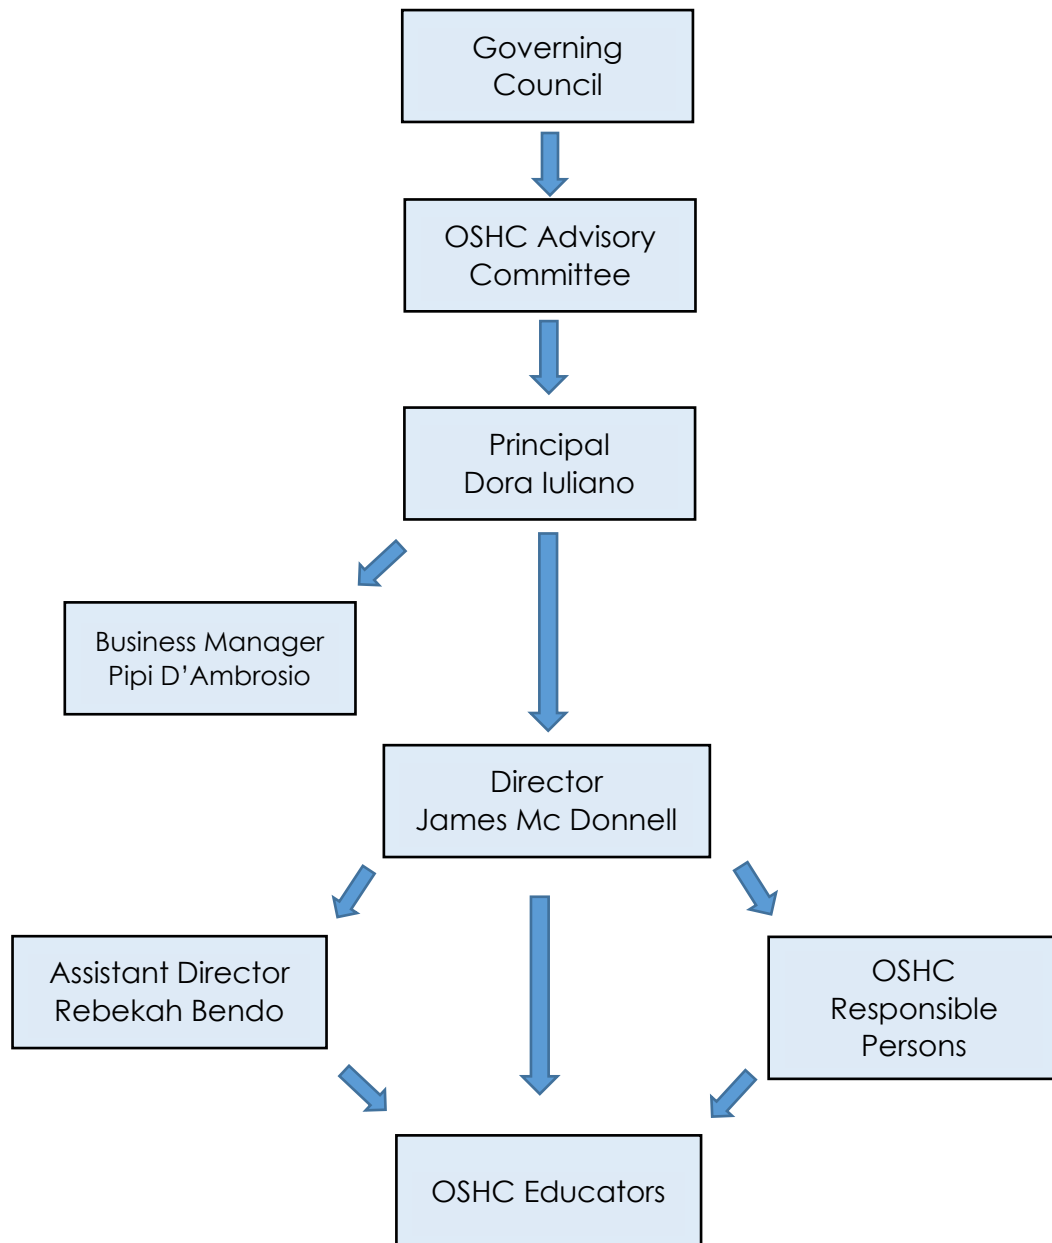 Governing
Council
OSHC Advisory
Committee
Principal
Dora Iuliano
Business Manager
Pipi D’Ambrosio
Director
James Mc Donnell
Assistant Director
Rebekah Bendo
OSHC
Responsible
Persons
OSHC Educators